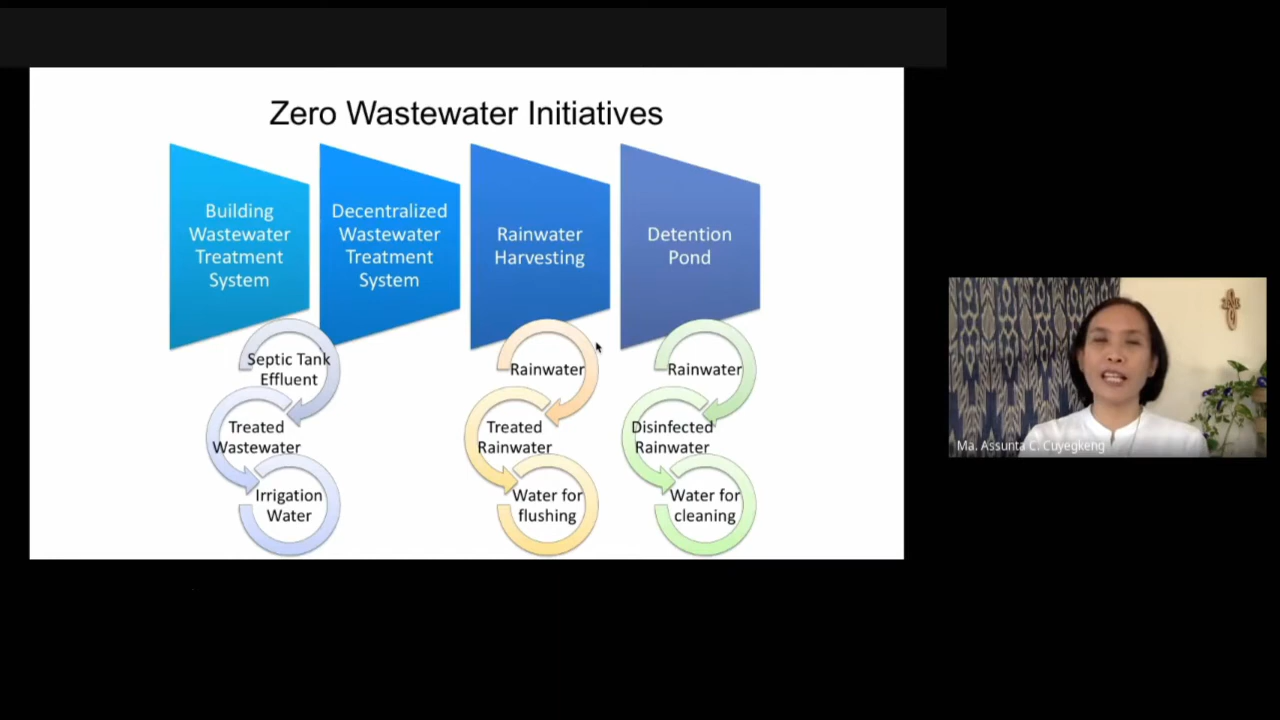 Zero Wastewater Initiatives
Building
Wastewater
Treatment
System
Decentralized
Wastewater
Treatment
System
Rainwater
Harvesting
Detention
Pond
Septic Tank
Effluent
Treated
Wastewater
Irrigation
Water
Rainwater
Treated
Rainwater
Water for
flushing
Rainwater
Disinfected
Rainwater
Water for
cleaning
Ma. Assunta C. Cuyegkeng